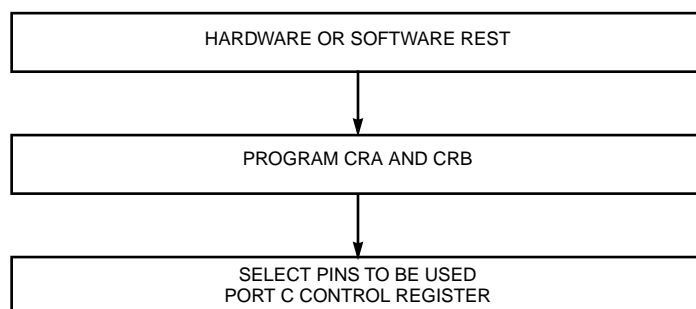 HARDWARE OR SOFTWARE REST
PROGRAM CRA AND CRB
SELECT PINS TO BE USED
PORT C CONTROL REGISTER